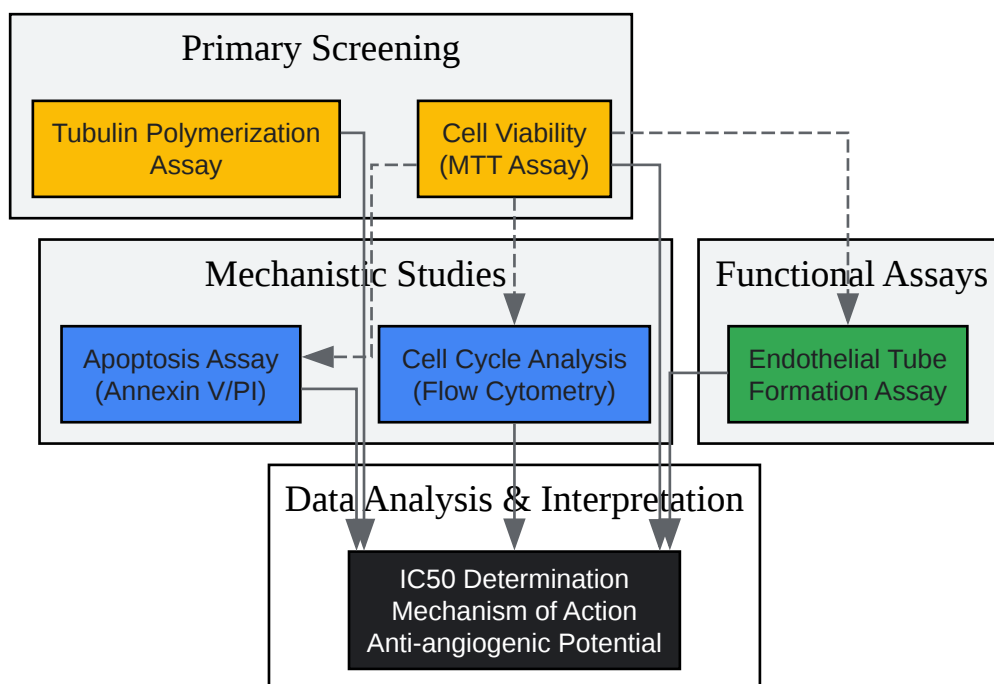 Primary Screening
Tubulin Polymerization
Assay
Cell Viability
(MTT Assay)
Mechanistic Studies
Functional Assays
Apoptosis Assay
(Annexin V/PI)
Cell Cycle Analysis
(Flow Cytometry)
Endothelial Tube
Formation Assay
Data Analysis & Interpretation
IC50 Determination
Mechanism of Action
Anti-angiogenic Potential